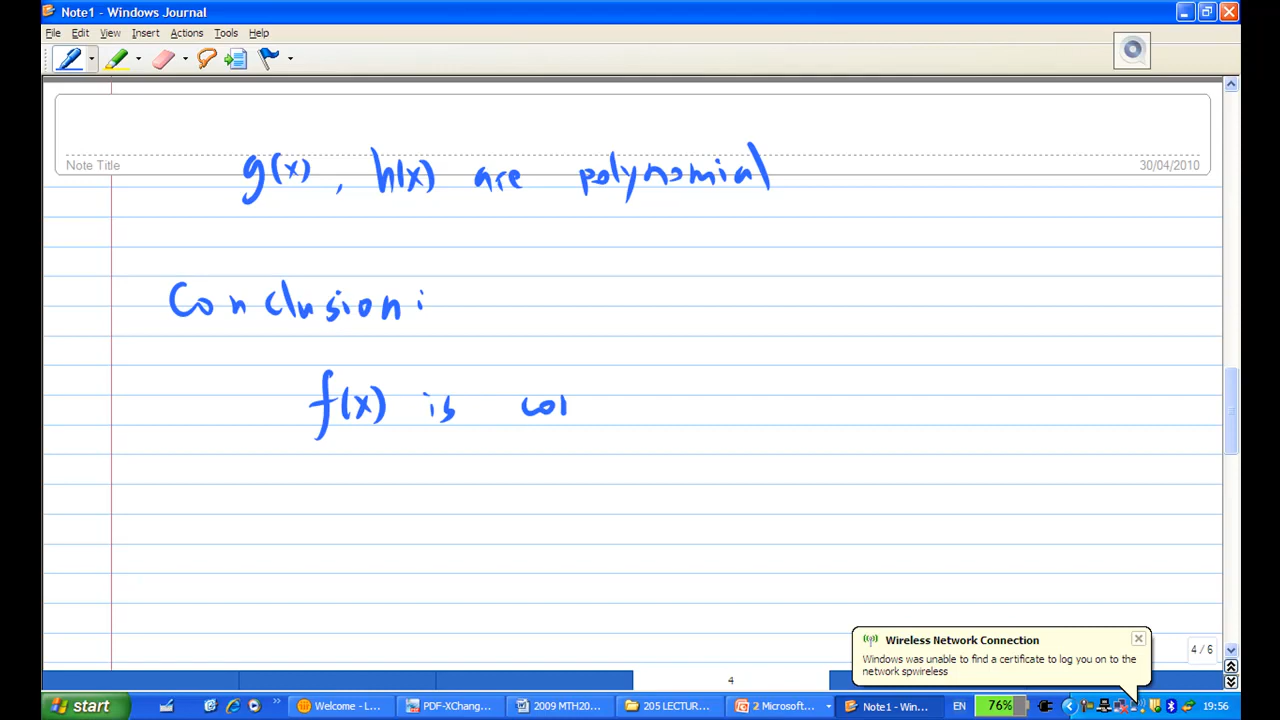 Note1 - Windows Journal
File Edit View Insert Actions Tools Help
Note Title
30/04/2010
g(x), h(x) are polynomial
Conclusion:
f(x) is con
Wireless Network Connection
Windows was unable to find a certificate to log you on to the
network spwireless
4 / 6
4
start
Welcome - L...
PDF-XChang...
2009 MTH20...
205 LECTUR...
2 Microsoft...
Note1 - Win...
EN
76%
19:56